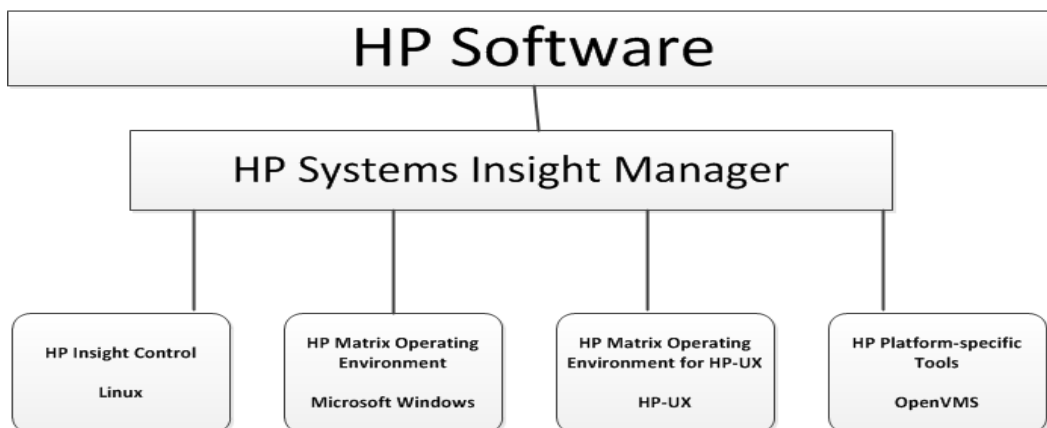 HP Software
HP Systems Insight Manager
HP Insight Control
Linux
HP Matrix Operating
Environment
Microsoft Windows
HP Matrix Operating
Environment for HP-UX
HP-UX
HP Platform-specific
Tools
OpenVMS